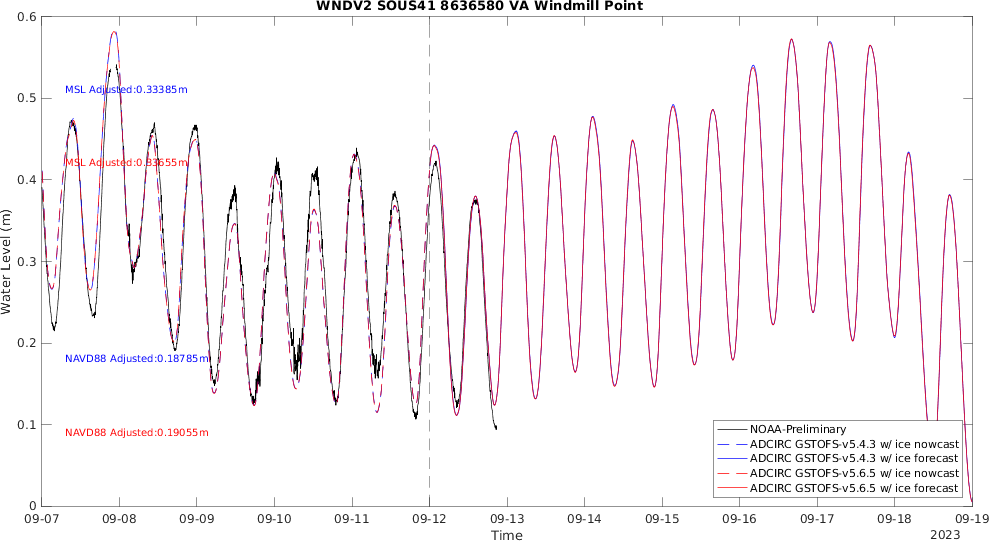 WNDV2 SOUS41 8636580 VA Windmill Point
Water Level (m)
0.6
0.5
0.4
0.3
0.2
0.1
0
MSL Adjusted:0.33385m
MSL Adjusted:0.33655m
NAVD88 Adjusted:0.18785m
NAVD88 Adjusted:0.19055m
NOAA-Preliminary
ADCIRC GSTOFS-v5.4.3 w/ ice nowcast
ADCIRC GSTOFS-v5.4.3 w/ ice forecast
ADCIRC GSTOFS-v5.6.5 w/ ice nowcast
ADCIRC GSTOFS-v5.6.5 w/ ice forecast
09-07 09-08 09-09 09-10 09-11 09-12 09-13 09-14 09-15 09-16 09-17 09-18 09-19
Time
2023